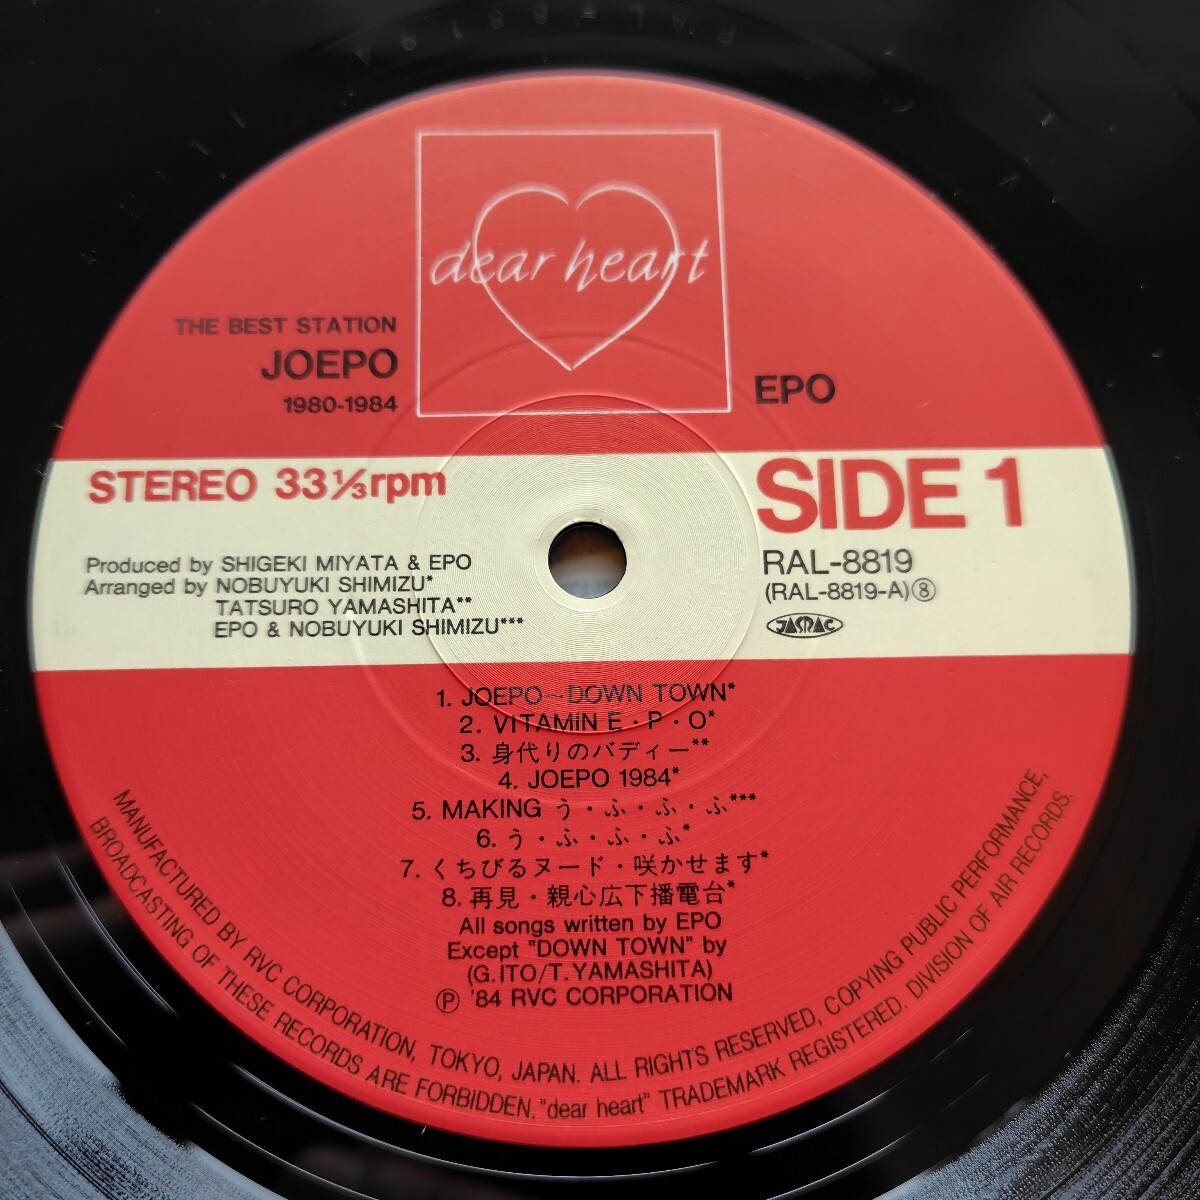 dear heart
THE BEST STATION
JOEPO
1980-1984
EPO
STEREO 33⅓rpm
SIDE 1
Produced by SHIGEKI MIYATA & EPO
Arranged by NOBUYUKI SHIMIZU*
TATSURO YAMASHITA**
EPO & NOBUYUKI SHIMIZU***
RAL-8819
(RAL-8819-A)⑧
JASRAC
1. JOEPO~DOWN TOWN*
2. VITAMIN E・P・O*
3. 身代りのバディー**
4. JOEPO 1984*
5. MAKING う・ふ・ふ・ふ***
6. う・ふ・ふ・ふ*
7. くちびるヌード・咲かせます*
8. 再見・親心広下播電台*
All songs written by EPO
Except "DOWN TOWN" by
(G.ITO/T.YAMASHITA)
Ⓟ '84 RVC CORPORATION
MANUFACTURED BY RVC CORPORATION, TOKYO, JAPAN. ALL RIGHTS RESERVED, COPYING PUBLIC PERFORMANCE,
BROADCASTING OF THESE RECORDS ARE FORBIDDEN. "dear heart" TRADEMARK REGISTERED. DIVISION OF AIR RECORDS.